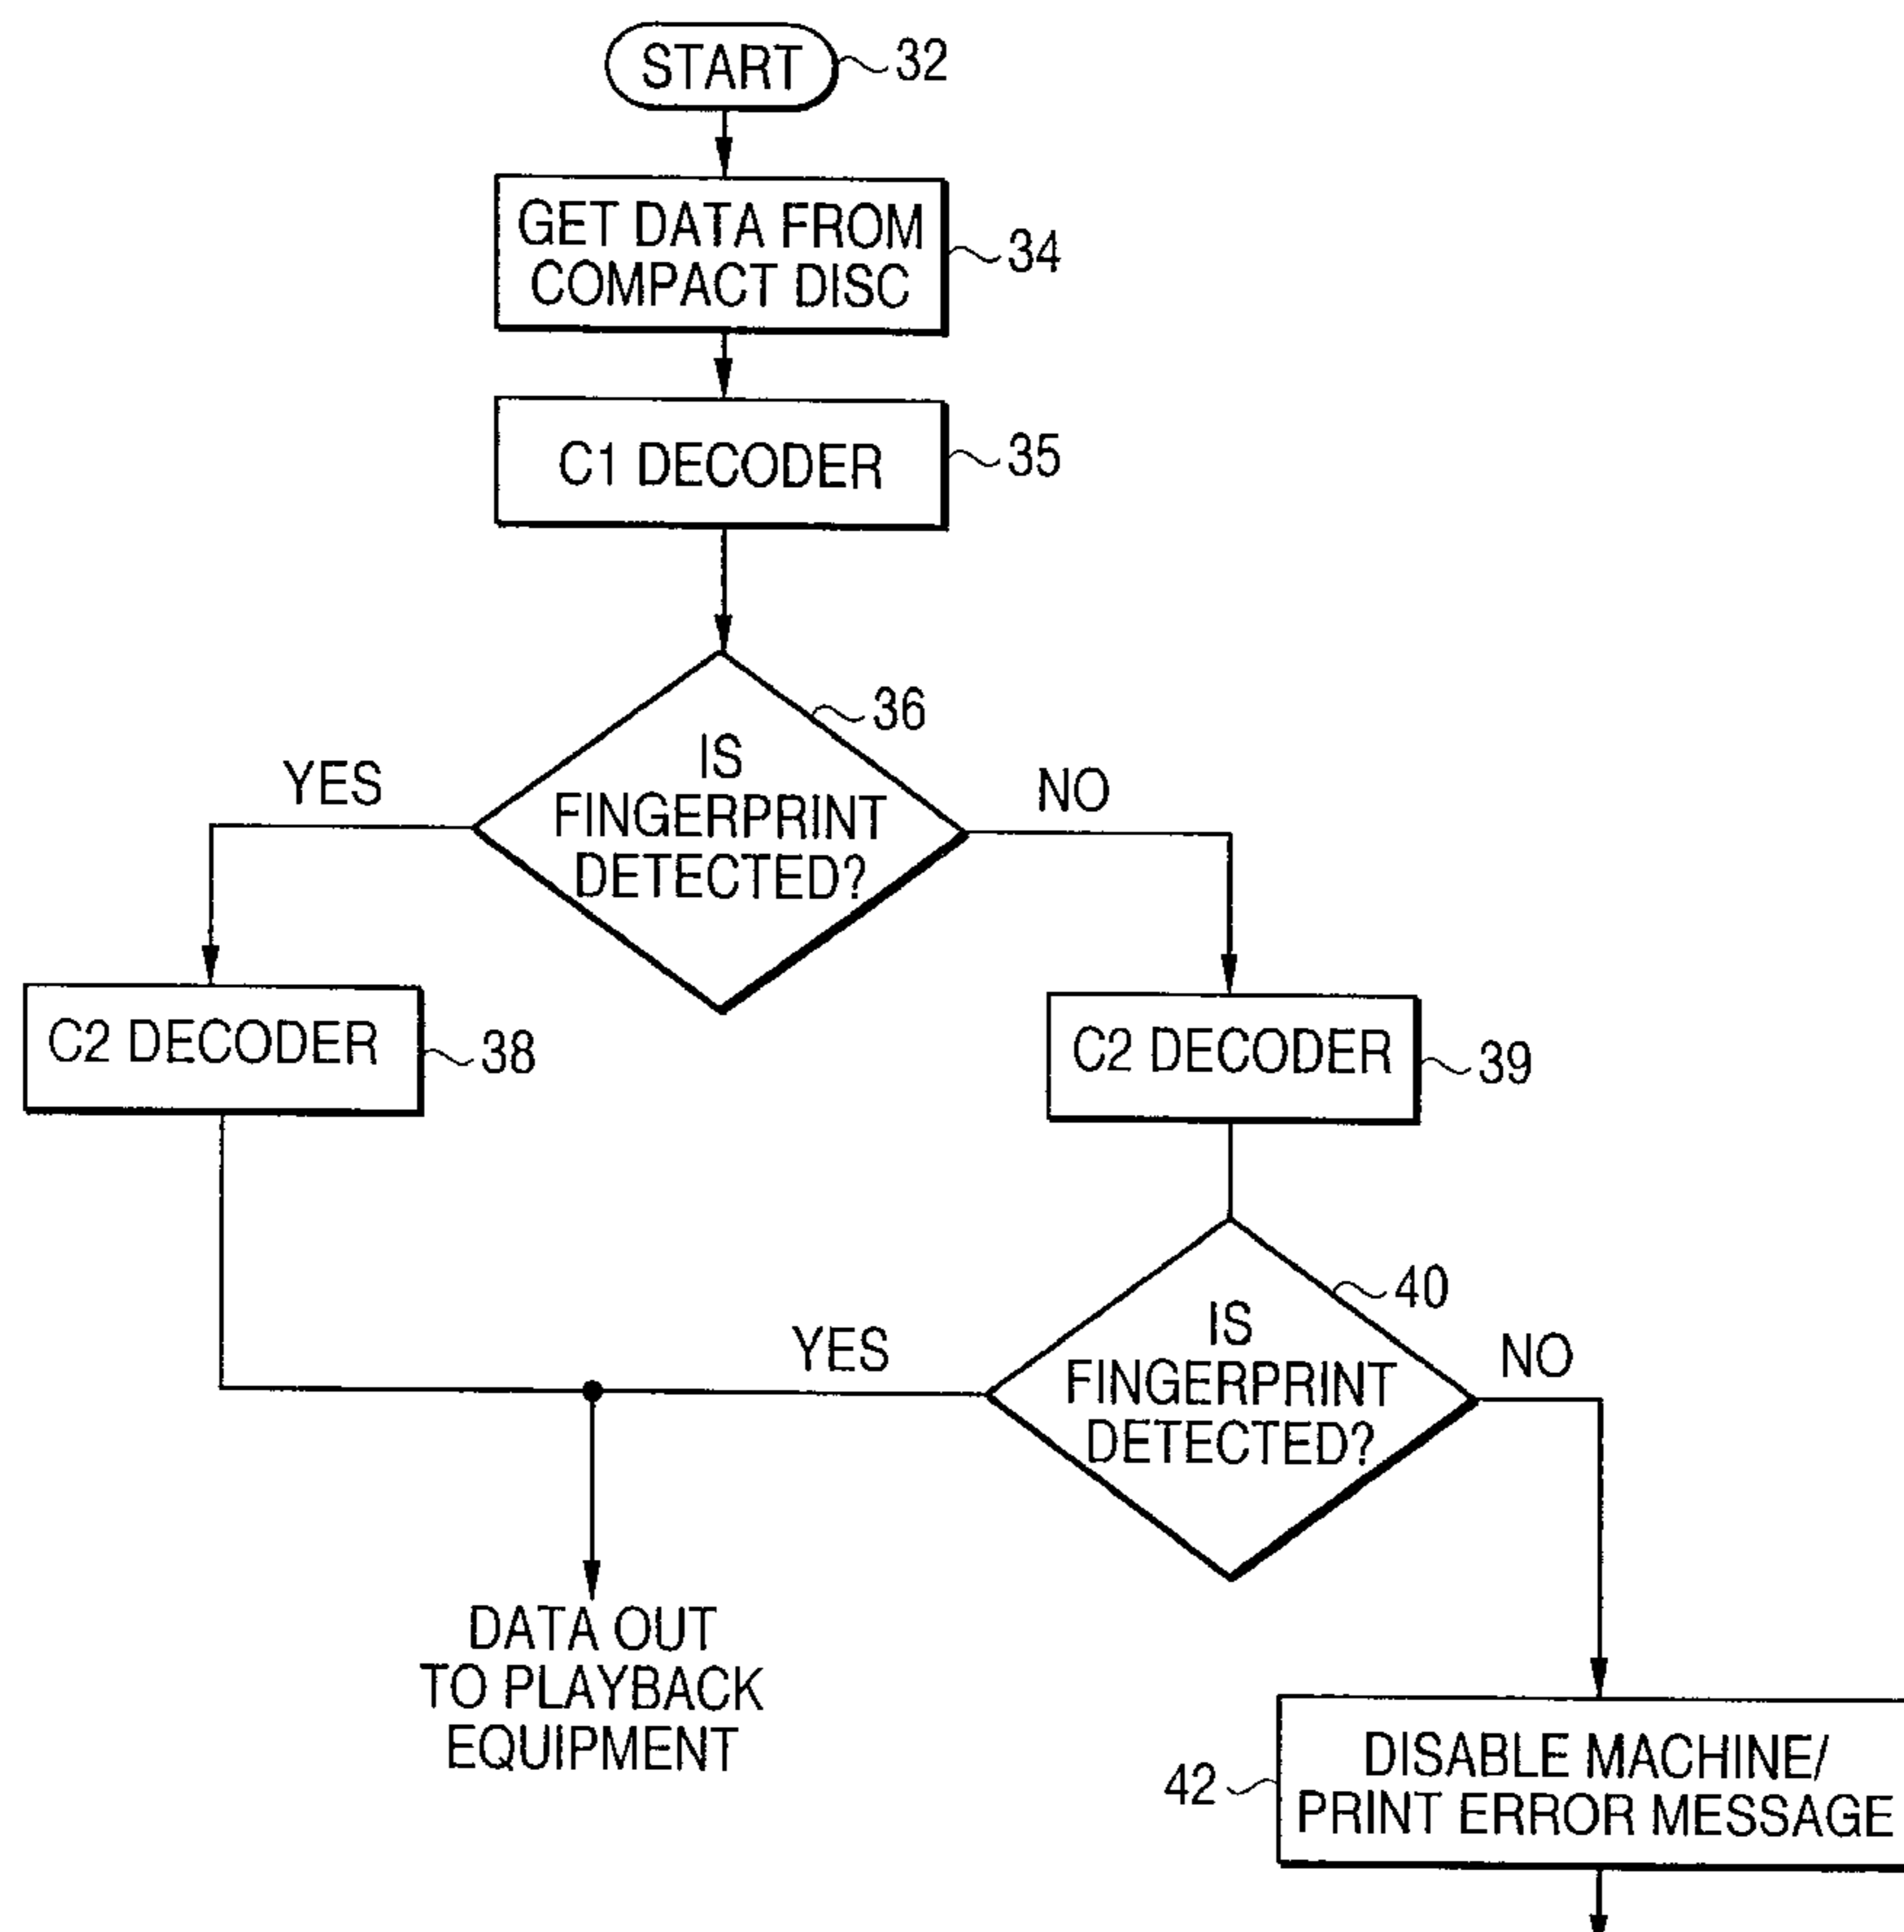 START
32
GET DATA FROM
COMPACT DISC
34
C1 DECODER
35
36
IS
FINGERPRINT
DETECTED?
YES
NO
C2 DECODER
38
C2 DECODER
39
40
IS
FINGERPRINT
DETECTED?
YES
NO
DATA OUT
TO PLAYBACK
EQUIPMENT
42
DISABLE MACHINE/
PRINT ERROR MESSAGE